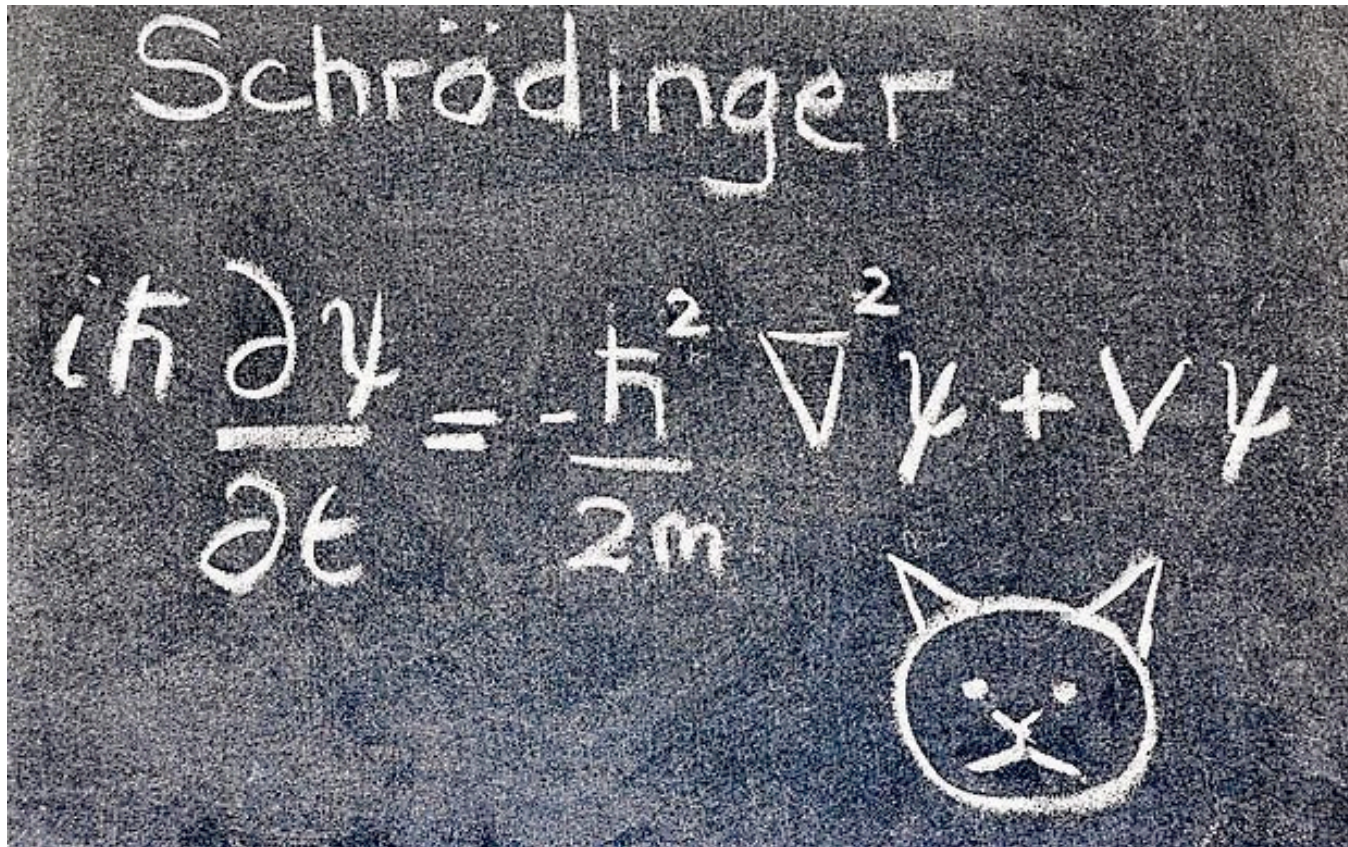 Schrödinger
iħ ∂ψ/∂t = -ħ²/2m ∇²ψ + Vψ